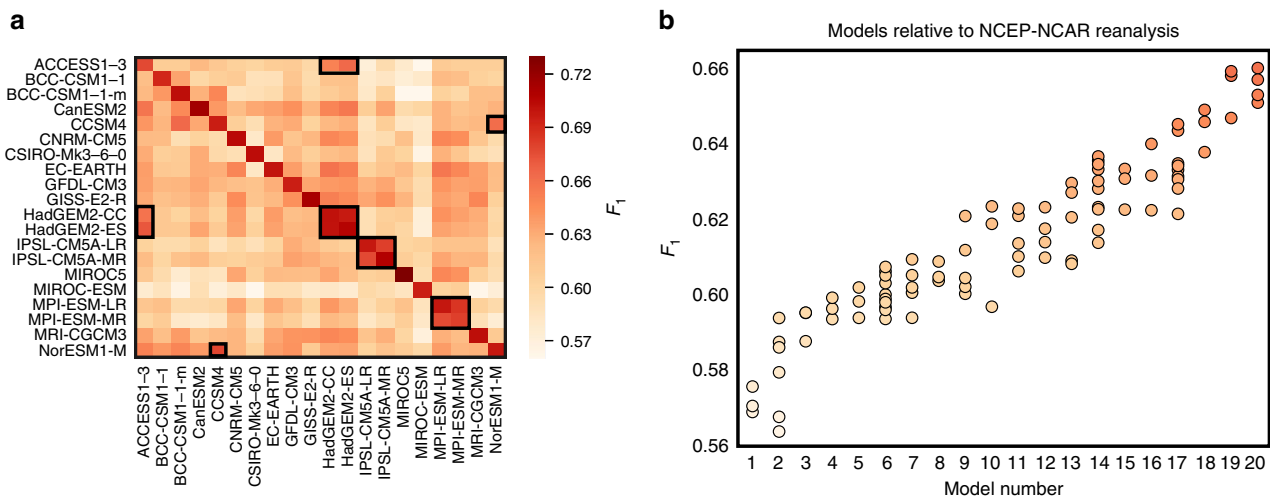 a
ACCESS1–3
BCC-CSM1–1
BCC-CSM1–1-m
CanESM2
CCSM4
CNRM-CM5
CSIRO-Mk3–6–0
EC-EARTH
GFDL-CM3
GISS-E2-R
HadGEM2-CC
HadGEM2-ES
IPSL-CM5A-LR
IPSL-CM5A-MR
MIROC5
MIROC-ESM
MPI-ESM-LR
MPI-ESM-MR
MRI-CGCM3
NorESM1-M
ACCESS1–3
BCC-CSM1–1
BCC-CSM1–1-m
CanESM2
CCSM4
CNRM-CM5
CSIRO-Mk3–6–0
EC-EARTH
GFDL-CM3
GISS-E2-R
HadGEM2-CC
HadGEM2-ES
IPSL-CM5A-LR
IPSL-CM5A-MR
MIROC5
MIROC-ESM
MPI-ESM-LR
MPI-ESM-MR
MRI-CGCM3
NorESM1-M
0.72
0.69
0.66
0.63
0.60
0.57
F1
b
Models relative to NCEP-NCAR reanalysis
0.66
0.64
0.62
0.60
0.58
0.56
F1
1 2 3 4 5 6 7 8 9 10 11 12 13 14 15 16 17 18 19 20
Model number